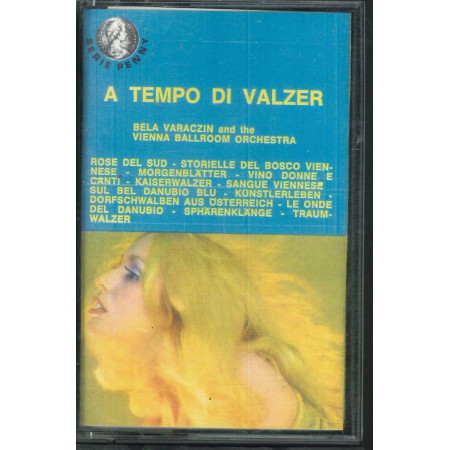 SERIE PENNY
A TEMPO DI VALZER
BELA VARACZIN and the
VIENNA BALLROOM ORCHESTRA
ROSE DEL SUD - STORIELLE DEL BOSCO VIEN-
NESE - MORGENBLÄTTER - VINO DONNE E
CANTI - KAISERWALZER - SANGUE VIENNESE
SUL BEL DANUBIO BLU - KÜNSTLERLEBEN -
DORFSCHWALBEN AUS ÖSTERREICH - LE ONDE
DEL DANUBIO - SPHÄRENKLÄNGE - TRAUM-
WALZER